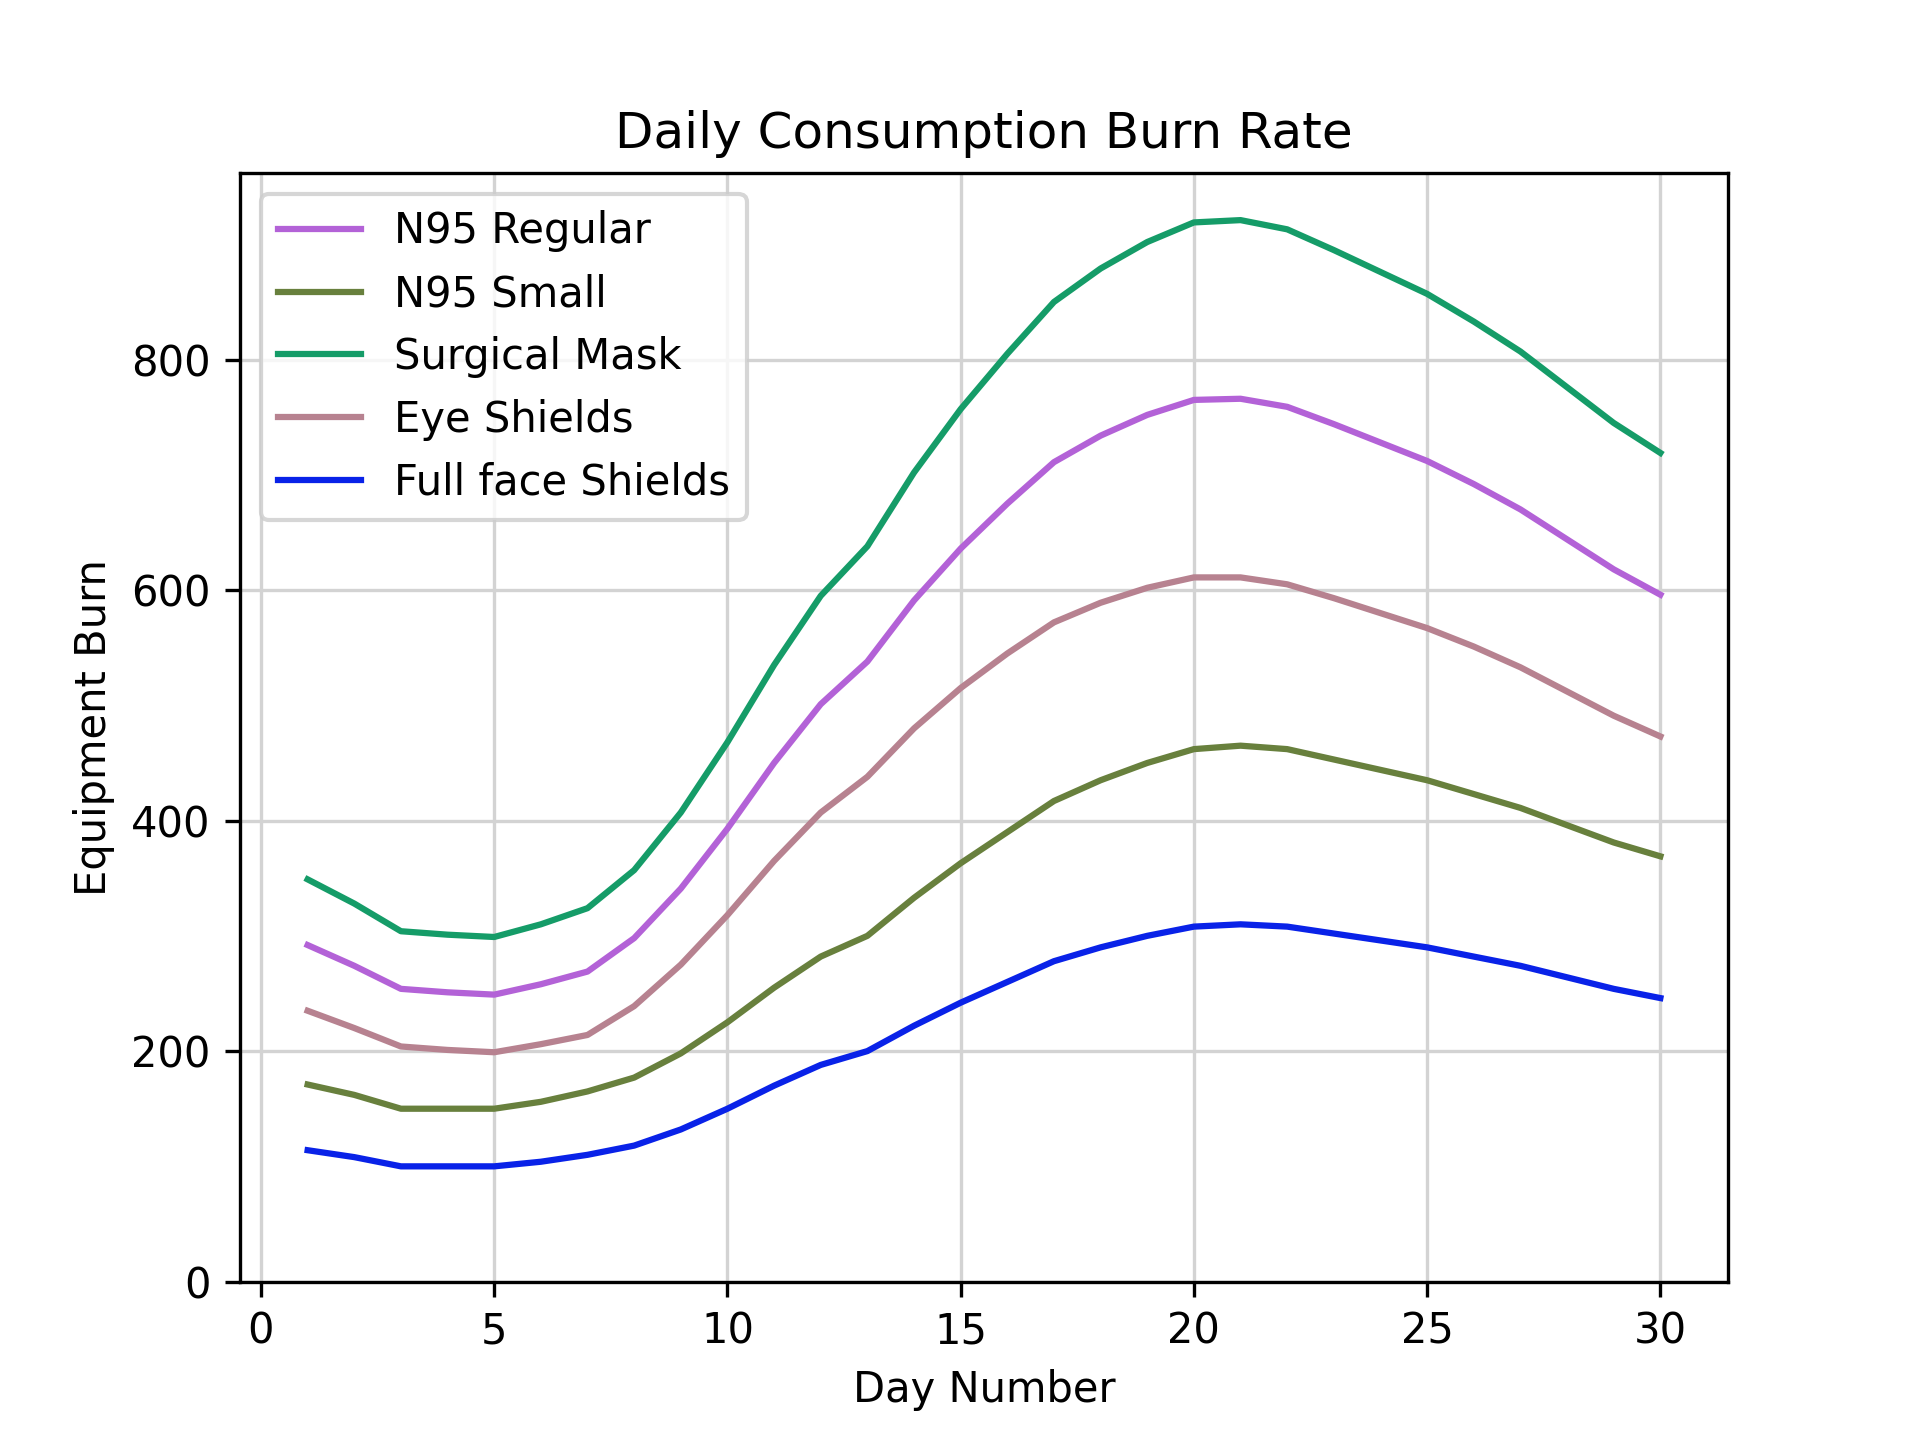 Daily Consumption Burn Rate
N95 Regular
N95 Small
Surgical Mask
Eye Shields
Full face Shields
Equipment Burn
800
600
400
200
0
0 5 10 15 20 25 30
Day Number